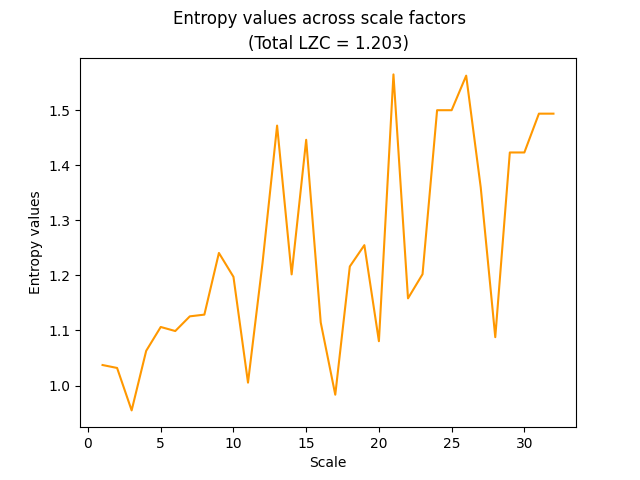 Entropy values across scale factors
(Total LZC = 1.203)
1.5
1.4
1.3
1.2
1.1
1.0
Entropy values
0 5 10 15 20 25 30
Scale